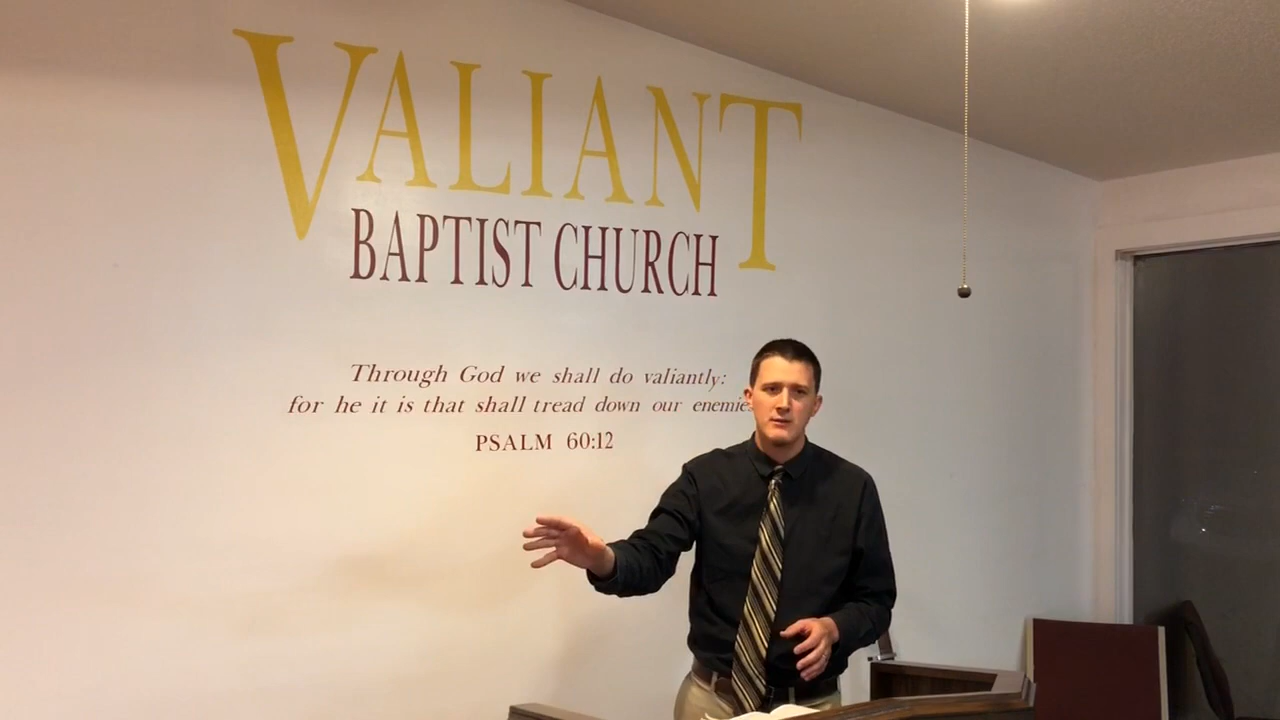 VALIANT
BAPTIST CHURCH
Through God we shall do valiantly:
for he it is that shall tread down our enemies
PSALM 60:12